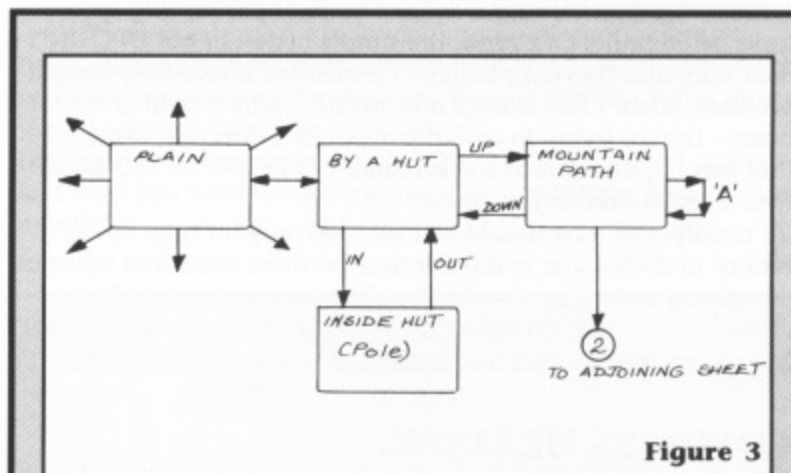 PLAIN
BY A HUT
UP
MOUNTAIN
PATH
DOWN
'A'
IN
OUT
INSIDE HUT
(Pole)
2
TO ADJOINING SHEET
Figure 3